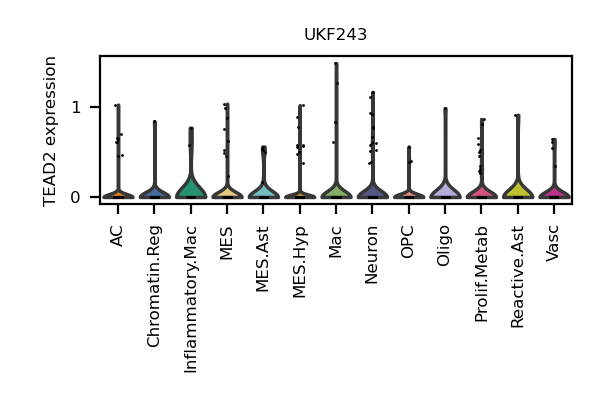 UKF243
TEAD2 expression
1
0
AC
Chromatin.Reg
Inflammatory.Mac
MES
MES.Ast
MES.Hyp
Mac
Neuron
OPC
Oligo
Prolif.Metab
Reactive.Ast
Vasc